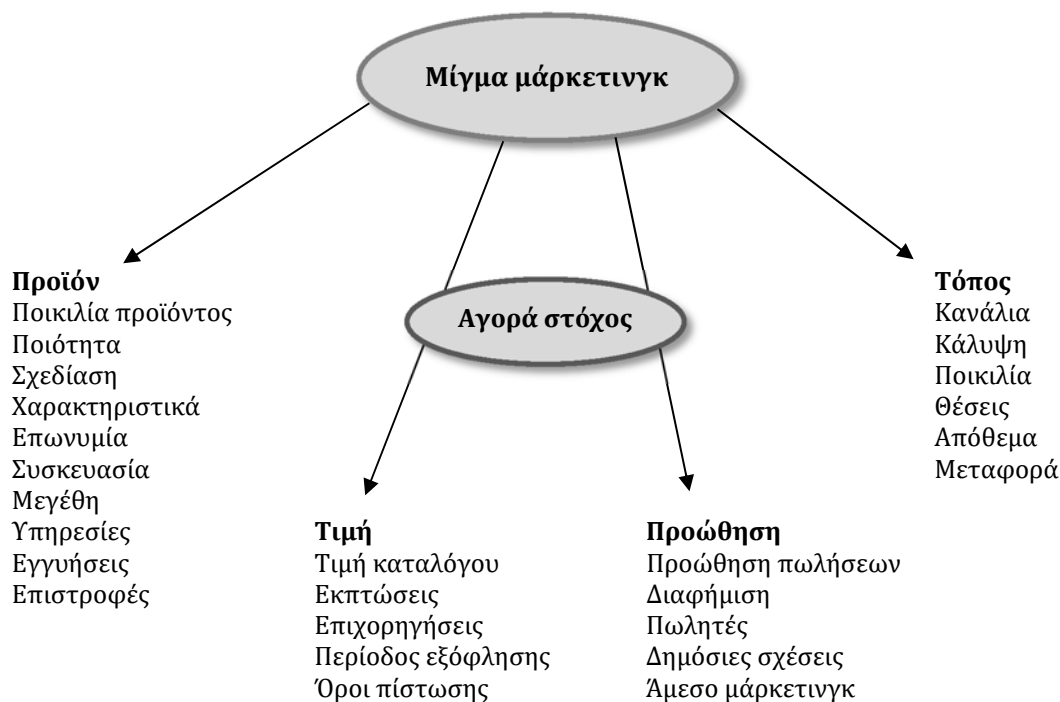 Μίγμα μάρκετινγκ
Αγορά στόχος
Προϊόν
Ποικιλία προϊόντος
Ποιότητα
Σχεδίαση
Χαρακτηριστικά
Επωνυμία
Συσκευασία
Μεγέθη
Υπηρεσίες
Εγγυήσεις
Επιστροφές
Τιμή
Τιμή καταλόγου
Εκπτώσεις
Επιχορηγήσεις
Περίοδος εξόφλησης
Όροι πίστωσης
Προώθηση
Προώθηση πωλήσεων
Διαφήμιση
Πωλητές
Δημόσιες σχέσεις
Άμεσο μάρκετινγκ
Τόπος
Κανάλια
Κάλυψη
Ποικιλία
Θέσεις
Απόθεμα
Μεταφορά